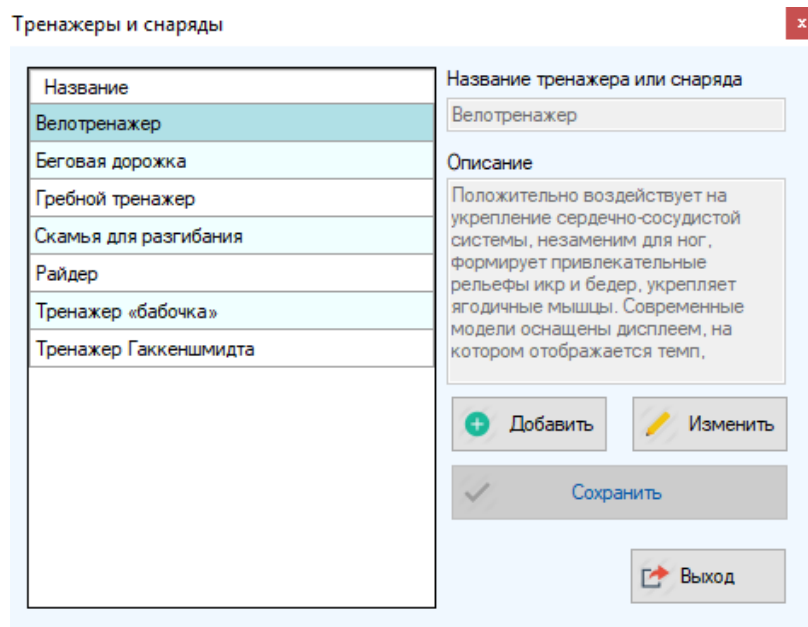 Тренажеры и снаряды
x
Название
Велотренажер
Беговая дорожка
Гребной тренажер
Скамья для разгибания
Райдер
Тренажер «бабочка»
Тренажер Гаккеншмидта
Название тренажера или снаряда
Велотренажер
Описание
Положительно воздействует на
укрепление сердечно-сосудистой
системы, незаменим для ног,
формирует привлекательные
рельефы икр и бедер, укрепляет
ягодичные мышцы. Современные
модели оснащены дисплеем, на
котором отображается темп,
Добавить
Изменить
Сохранить
Выход